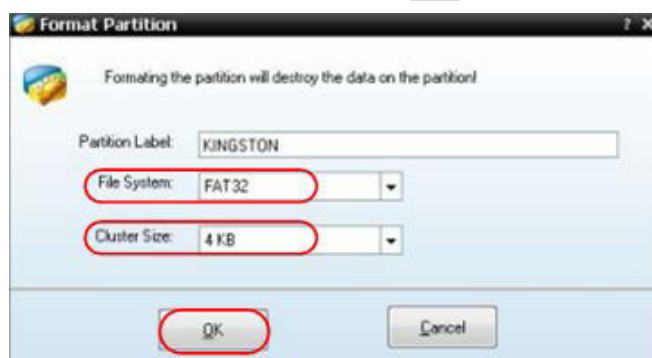 Format Partition ? X
Formating the partition will destroy the data on the partition!
Partition Label: KINGSTON
File System: FAT32
Cluster Size: 4 KB
OK Cancel